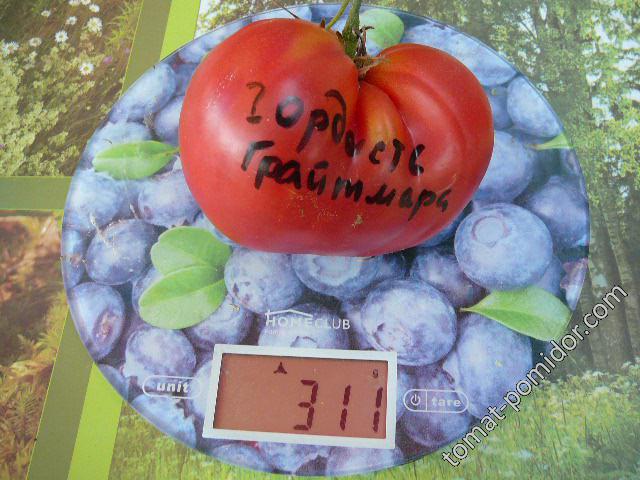 Гордость
Грайтмара
HOMECLUB
unit
g
311
tare
tomat-pomidor.com